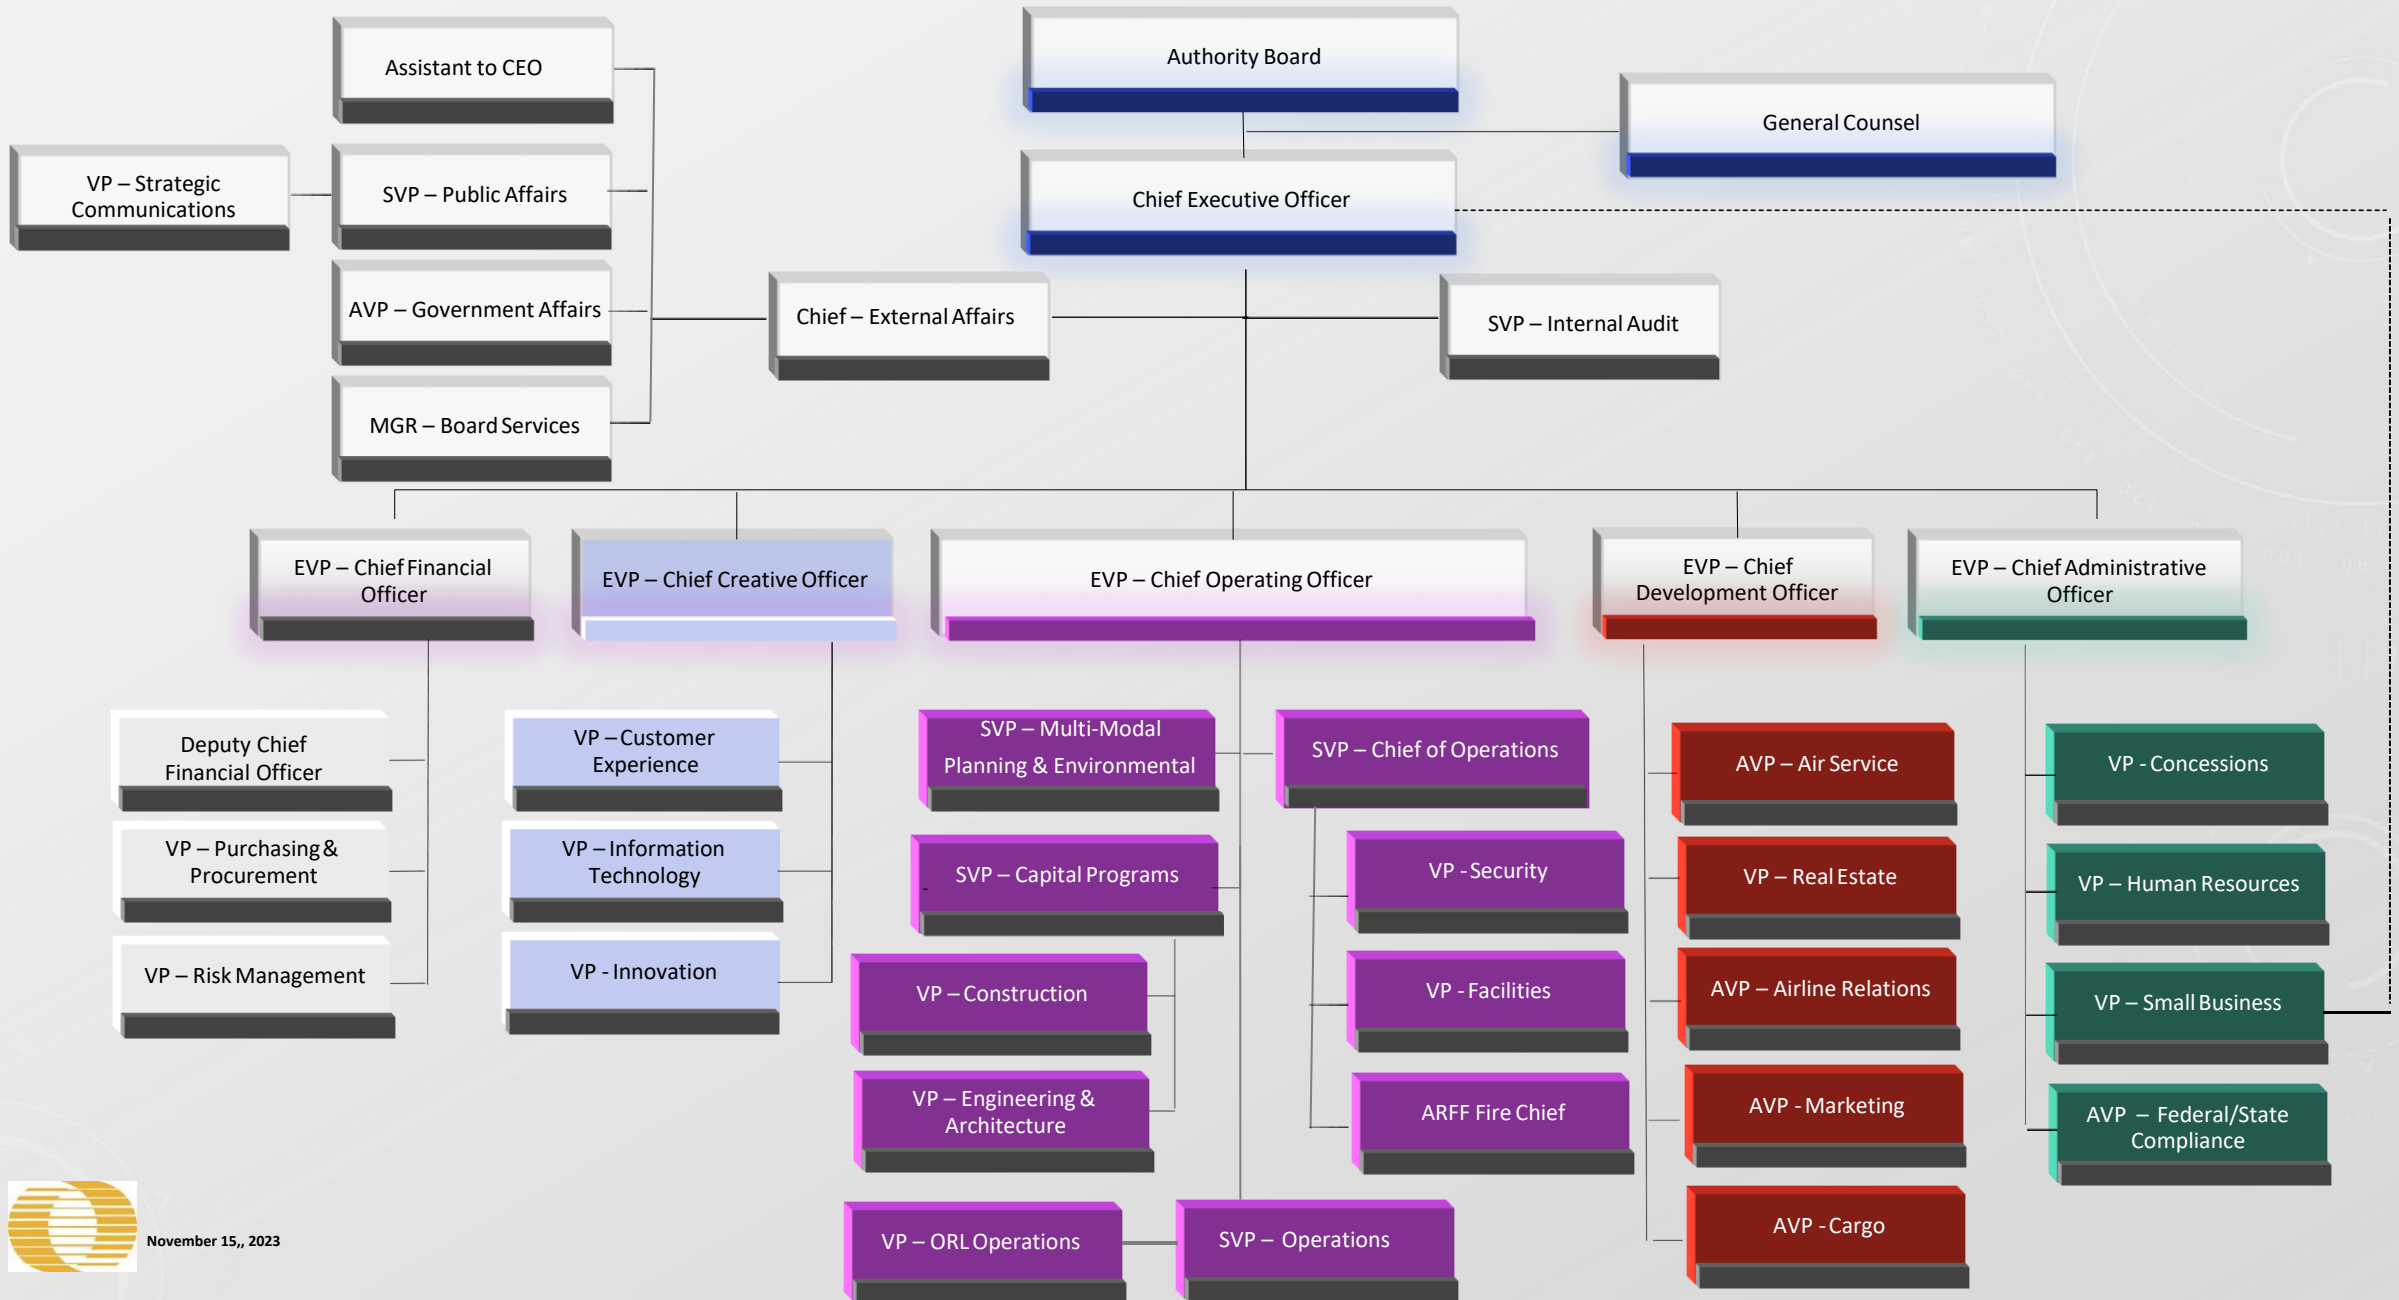 Assistant to CEO
Authority Board
General Counsel
VP – Strategic
Communications
SVP – Public Affairs
Chief Executive Officer
AVP – Government Affairs
Chief – External Affairs
SVP – Internal Audit
MGR – Board Services
EVP – Chief Financial
Officer
EVP – Chief Creative Officer
EVP – Chief Operating Officer
EVP – Chief
Development Officer
EVP – Chief Administrative
Officer
Deputy Chief
Financial Officer
VP – Purchasing &
Procurement
VP – Risk Management
VP – Customer
Experience
VP – Information
Technology
VP - Innovation
SVP – Multi-Modal
Planning & Environmental
SVP – Capital Programs
-
VP – Construction
VP – Engineering &
Architecture
VP – ORL Operations
SVP – Operations
SVP – Chief of Operations
VP - Security
VP - Facilities
ARFF Fire Chief
AVP – Air Service
VP – Real Estate
AVP – Airline Relations
AVP - Marketing
AVP - Cargo
VP - Concessions
VP – Human Resources
VP – Small Business
AVP – Federal/State
Compliance
November 15,, 2023